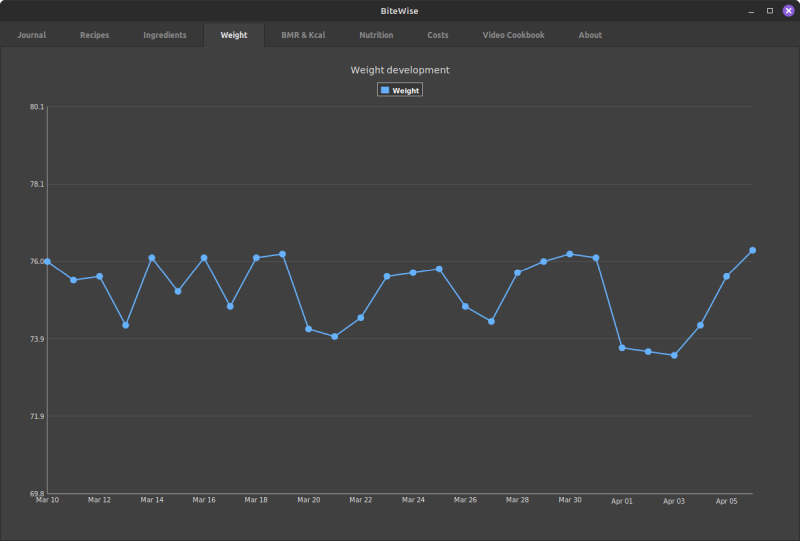 BiteWise
Journal Recipes Ingredients Weight BMR & Kcal Nutrition Costs Video Cookbook About
Weight development
Weight
80.1
78.1
76.0
73.9
71.9
69.8
Mar 10 Mar 12 Mar 14 Mar 16 Mar 18 Mar 20 Mar 22 Mar 24 Mar 26 Mar 28 Mar 30 Apr 01 Apr 03 Apr 05